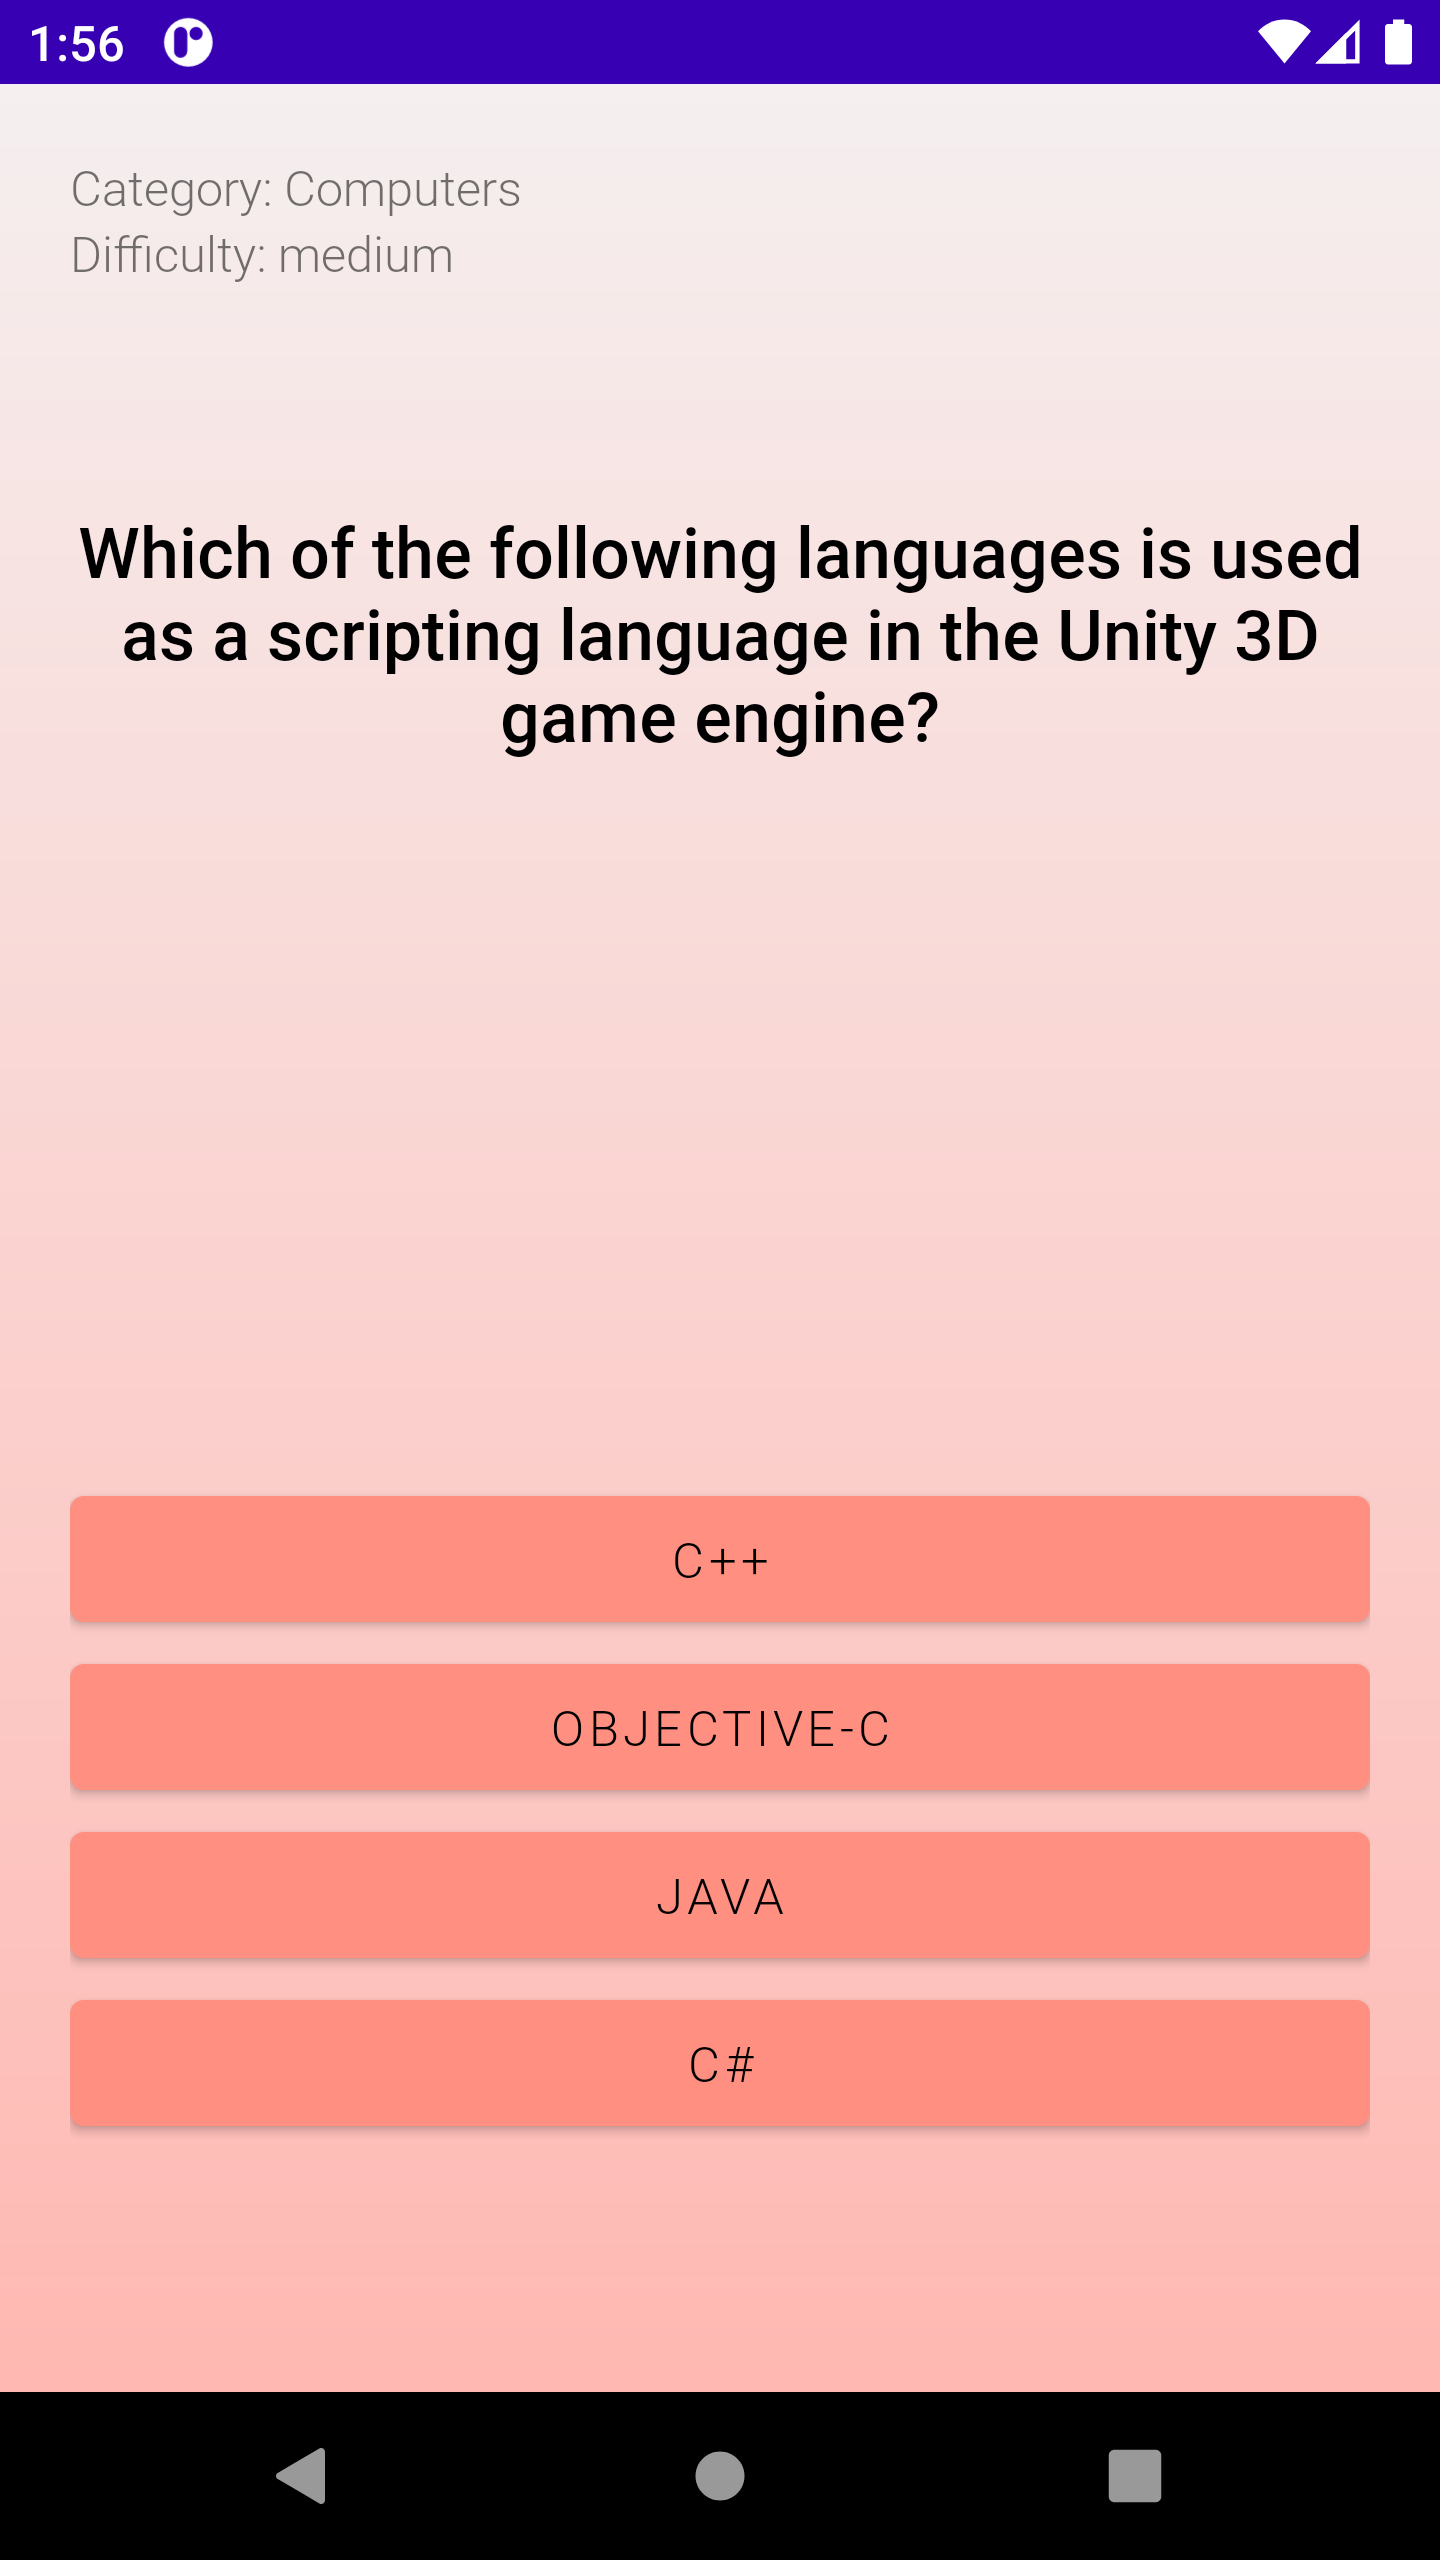 1:56
Category: Computers
Difficulty: medium
Which of the following languages is used
as a scripting language in the Unity 3D
game engine?
C++
OBJECTIVE-C
JAVA
C#